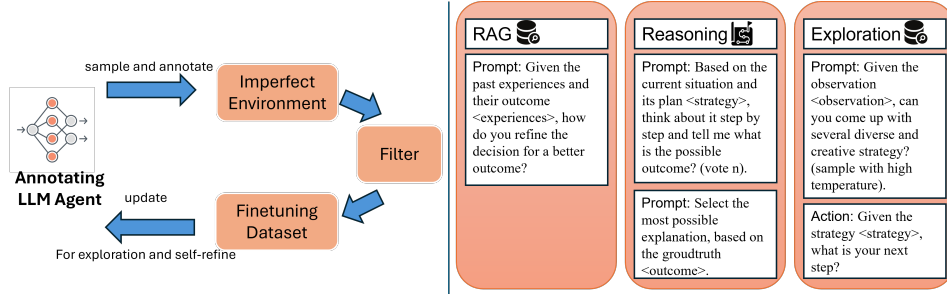 sample and annotate
Imperfect
Environment
Filter
Annotating
LLM Agent
update
Finetuning
Dataset
For exploration and self-refine
RAG
Prompt: Given the
past experiences and
their outcome
<experiences>, how
do you refine the
decision for a better
outcome?
Reasoning
Prompt: Based on the
current situation and
its plan <strategy>,
think about it step by
step and tell me what
is the possible
outcome? (vote n).
Prompt: Select the
most possible
explanation, based on
the groudtruth
<outcome>.
Exploration
Prompt: Given the
observation
<observation>, can
you come up with
several diverse and
creative strategy?
(sample with high
temperature).
Action: Given the
strategy <strategy>,
what is your next
step?